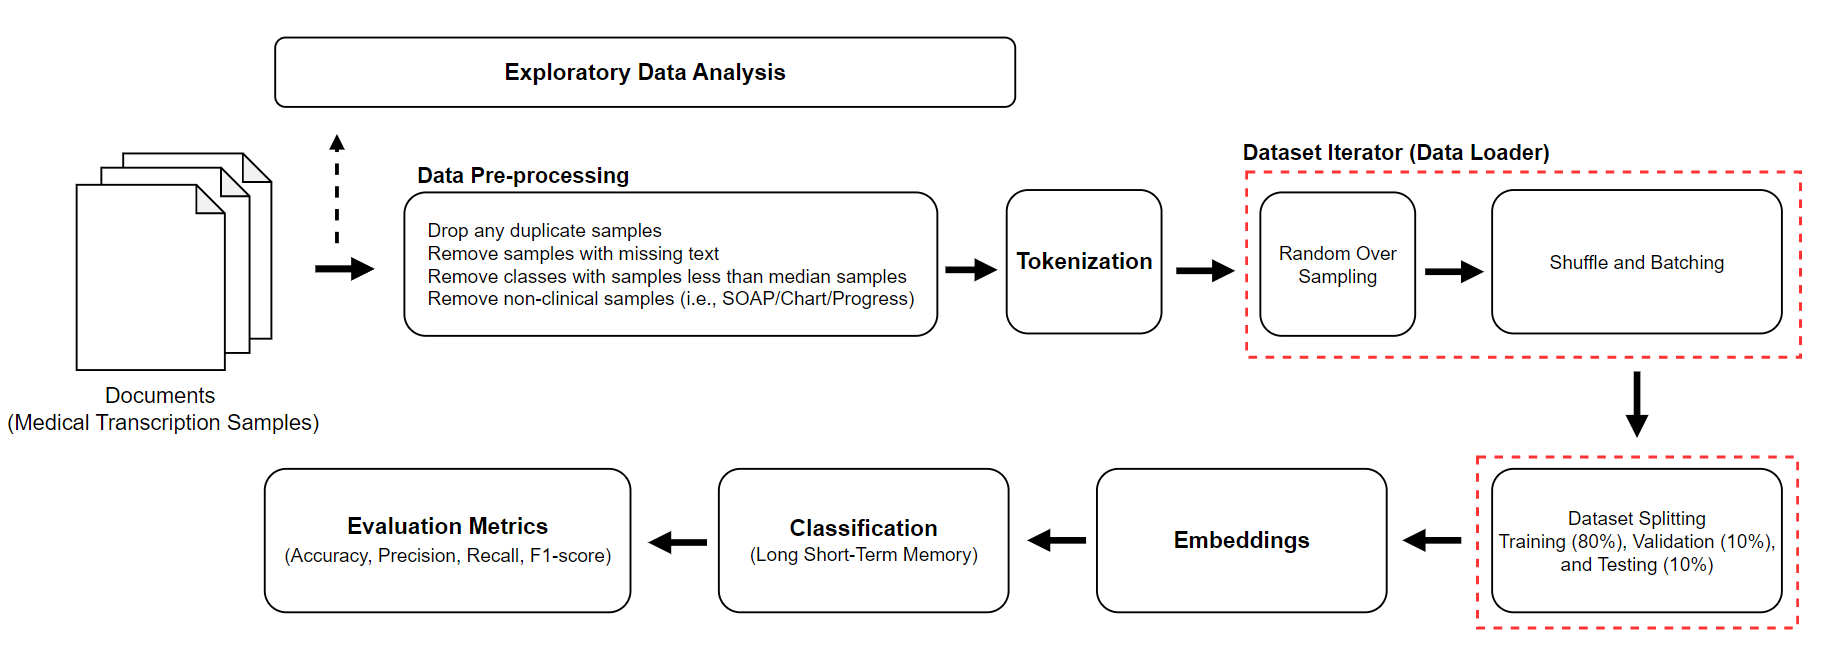 Exploratory Data Analysis
Documents
(Medical Transcription Samples)
Data Pre-processing
Drop any duplicate samples
Remove samples with missing text
Remove classes with samples less than median samples
Remove non-clinical samples (i.e., SOAP/Chart/Progress)
Tokenization
Dataset Iterator (Data Loader)
Random Over
Sampling
Shuffle and Batching
Dataset Splitting
Training (80%), Validation (10%),
and Testing (10%)
Embeddings
Classification
(Long Short-Term Memory)
Evaluation Metrics
(Accuracy, Precision, Recall, F1-score)